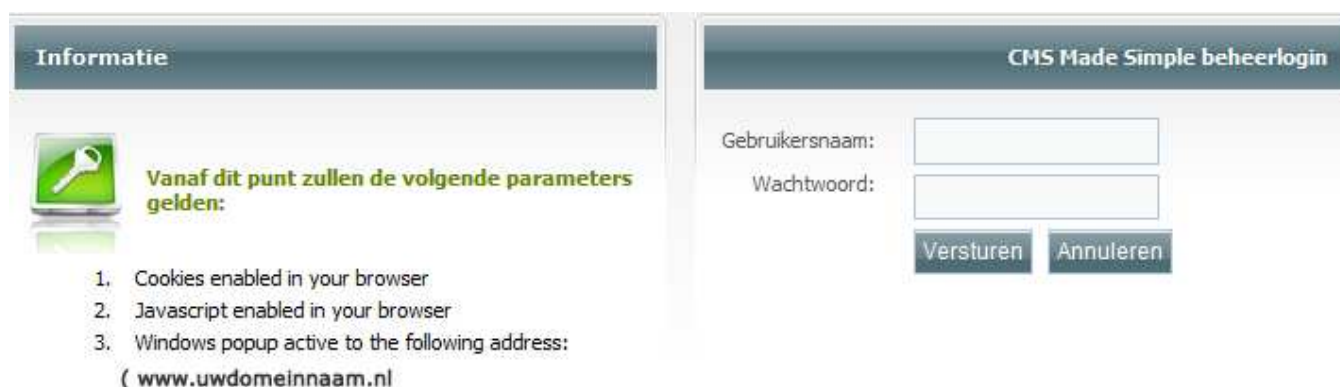 Informatie
Vanaf dit punt zullen de volgende parameters
gelden:
1. Cookies enabled in your browser
2. Javascript enabled in your browser
3. Windows popup active to the following address:
( www.uwdomeinnaam.nl
CMS Made Simple beheerlogin
Gebruikersnaam:
Wachtwoord:
Versturen Annuleren